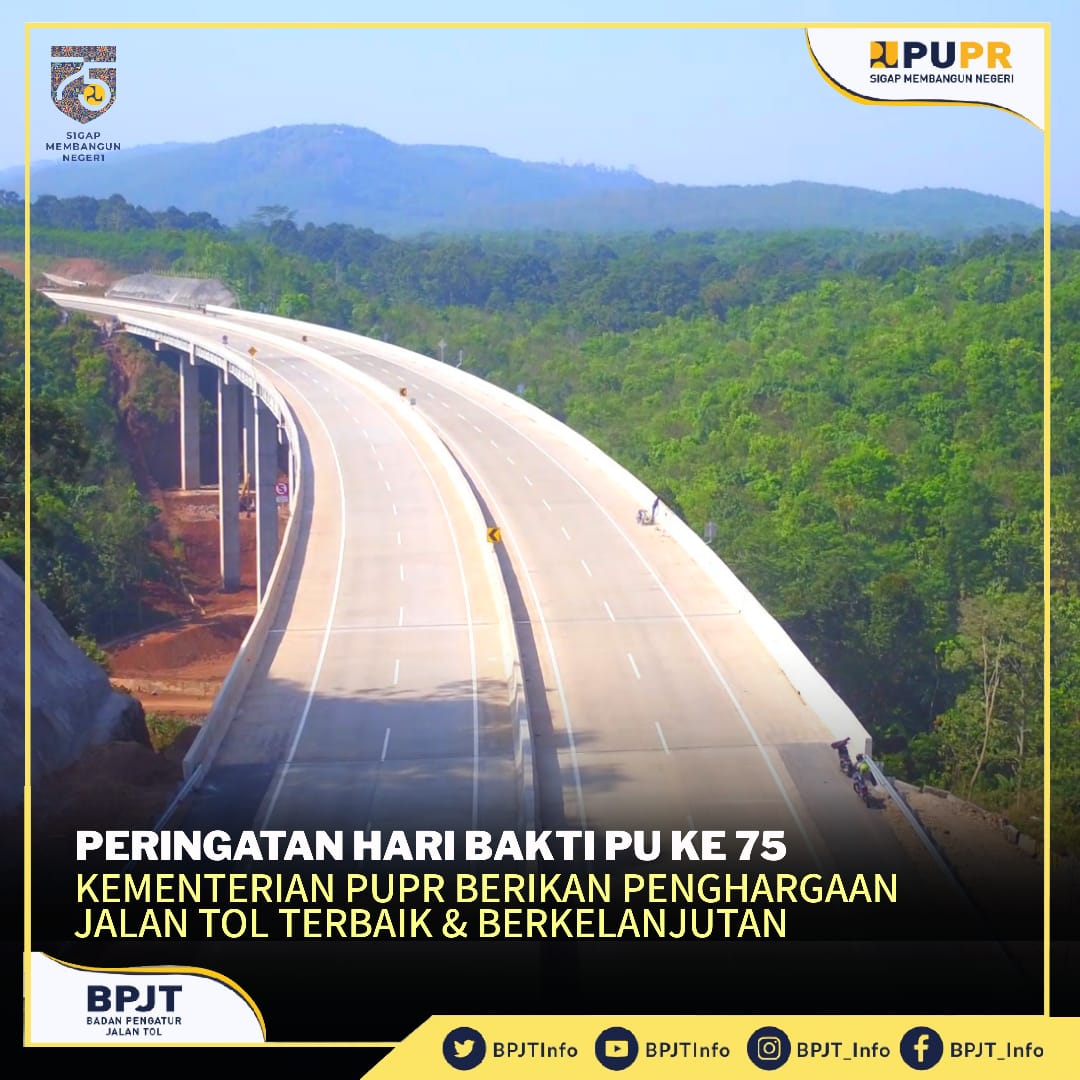 75
SIGAP
MEMBANGUN
NEGERI
PUPR
SIGAP MEMBANGUN NEGERI
PERINGATAN HARI BAKTI PU KE 75
KEMENTERIAN PUPR BERIKAN PENGHARGAAN
JALAN TOL TERBAIK & BERKELANJUTAN
BPJT
BADAN PENGATUR
JALAN TOL
BPJTInfo
BPJTInfo
BPJT_Info
BPJT_Info